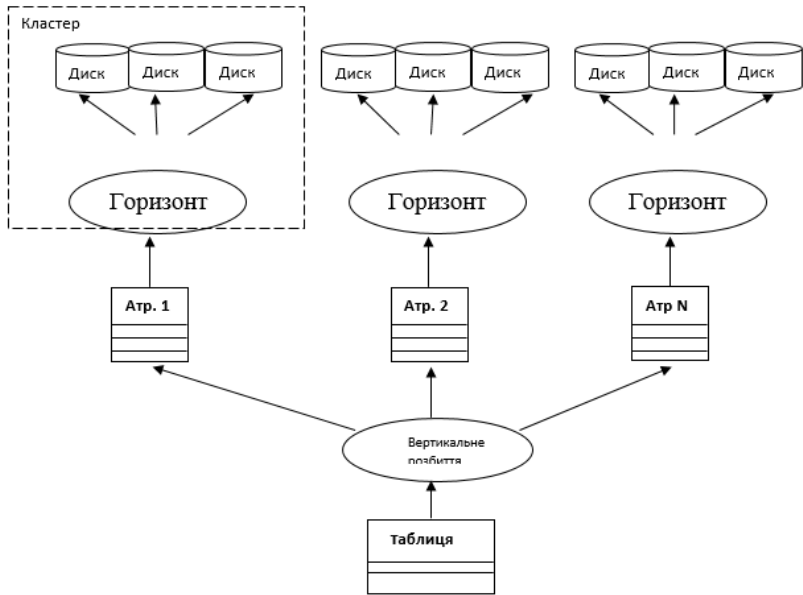 Кластер
Диск Диск Диск Диск Диск Диск Диск Диск Диск
Горизонт Горизонт Горизонт
Атр. 1 Атр. 2 Атр N
Вертикальне
розбиття
Таблиця